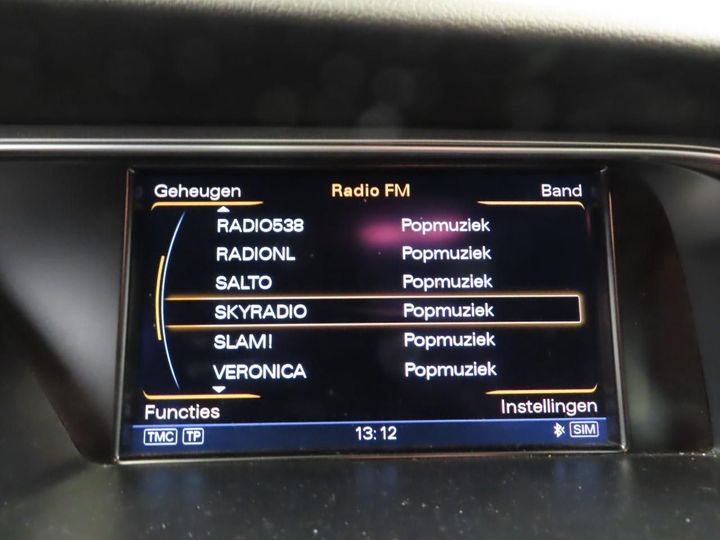 Geheugen Radio FM Band
RADIO538 Popmuziek
RADIONL Popmuziek
SALTO Popmuziek
SKYRADIO Popmuziek
SLAM! Popmuziek
VERONICA Popmuziek
Functies Instellingen
TMC TP 13:12 SIM